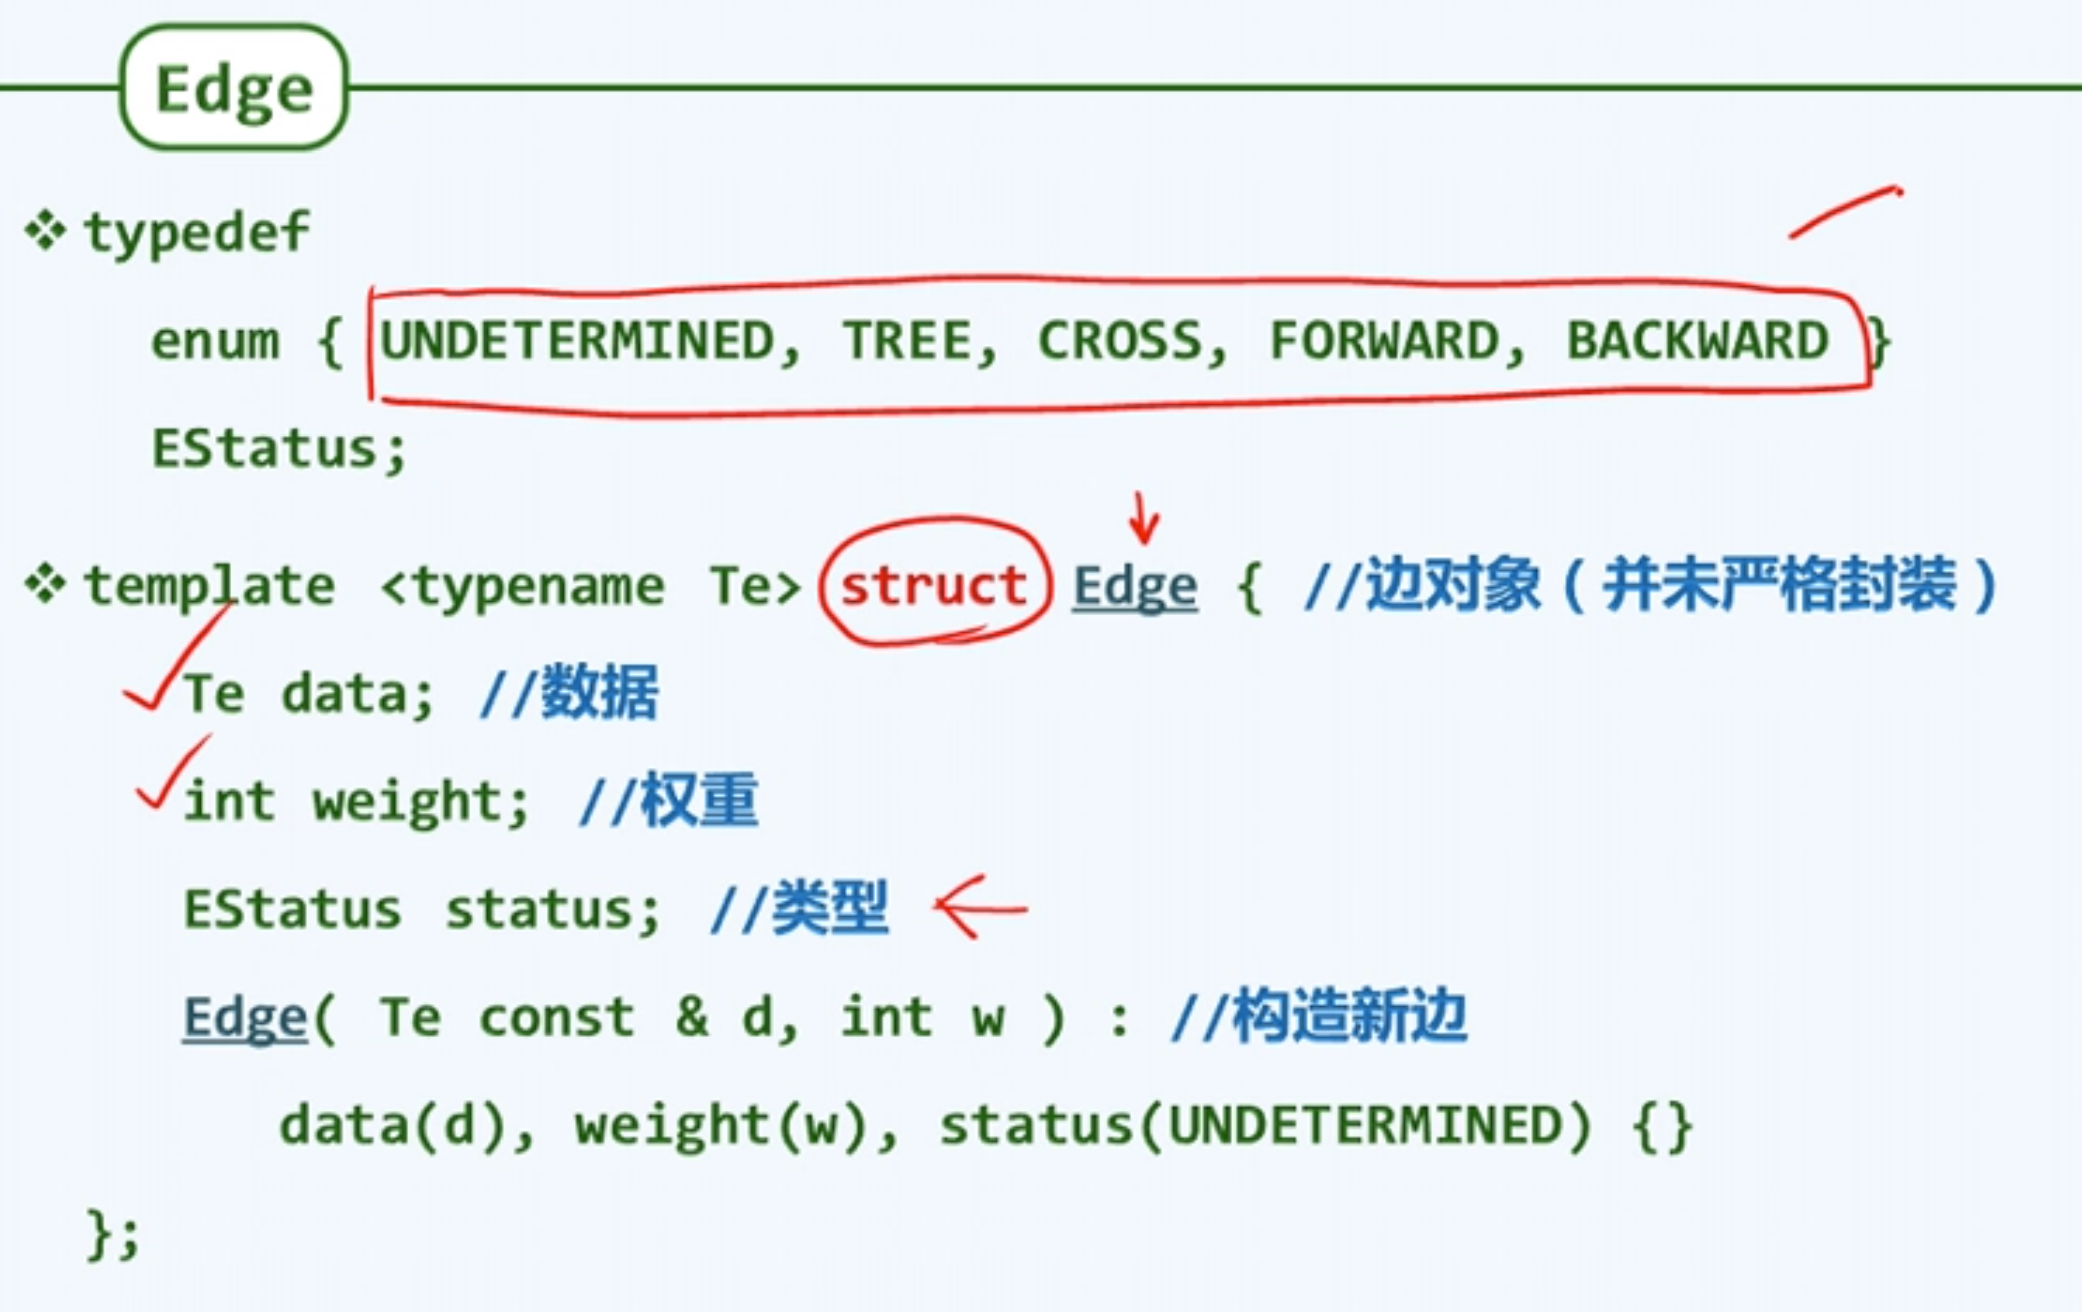 Edge
typedef
enum { UNDETERMINED, TREE, CROSS, FORWARD, BACKWARD }
EStatus;
template <typename Te> struct Edge { //边对象(并未严格封装)
Te data; //数据
int weight; //权重
EStatus status; //类型
Edge( Te const & d, int w ) : //构造新边
data(d), weight(w), status(UNDETERMINED) {}
};